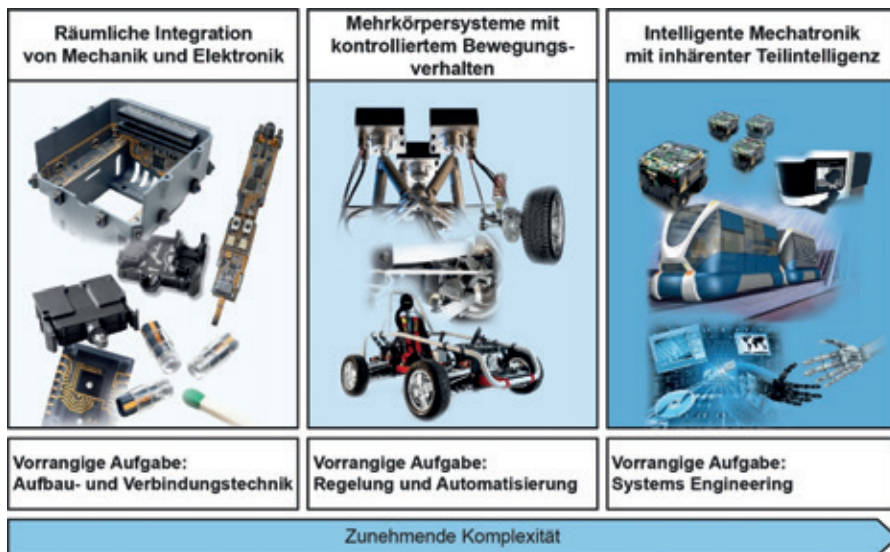 Räumliche Integration
von Mechanik und Elektronik
Mehrkörpersysteme mit
kontrolliertem Bewegungs-
verhalten
Intelligente Mechatronik
mit inhärenter Teilintelligenz
Vorrangige Aufgabe:
Aufbau- und Verbindungstechnik
Vorrangige Aufgabe:
Regelung und Automatisierung
Vorrangige Aufgabe:
Systems Engineering
Zunehmende Komplexität